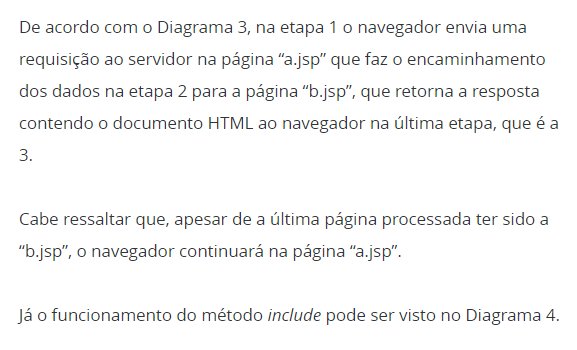 De acordo com o Diagrama 3, na etapa 1 o navegador envia uma
requisição ao servidor na página “a.jsp” que faz o encaminhamento
dos dados na etapa 2 para a página “b.jsp”, que retorna a resposta
contendo o documento HTML ao navegador na última etapa, que é a
3.
Cabe ressaltar que, apesar de a última página processada ter sido a
“b.jsp”, o navegador continuará na página “a.jsp”.
Já o funcionamento do método include pode ser visto no Diagrama 4.